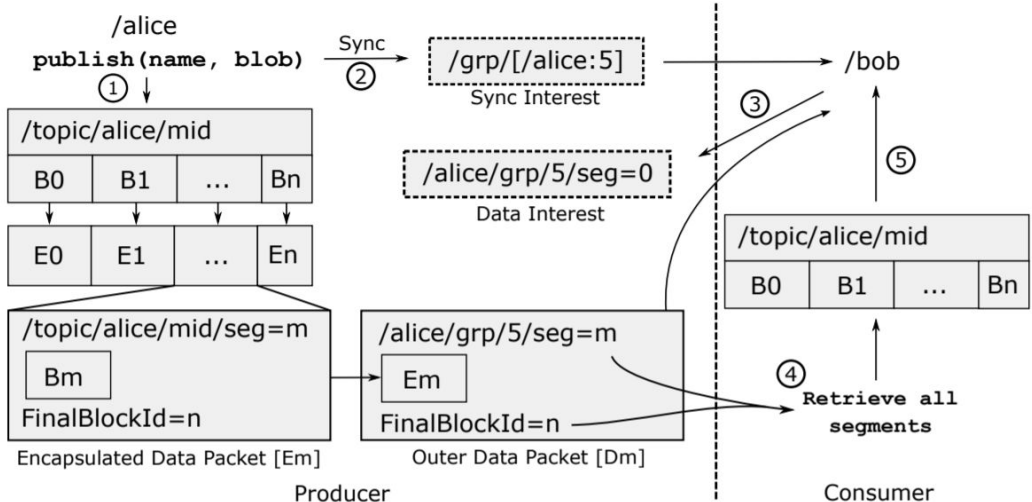 /alice
publish(name, blob)
Sync
/grp/[/alice:5]
Sync Interest
/bob
①
②
③
/topic/alice/mid
B0 B1 ... Bn
E0 E1 ... En
/alice/grp/5/seg=0
Data Interest
⑤
/topic/alice/mid
B0 B1 ... Bn
/topic/alice/mid/seg=m
Bm
FinalBlockId=n
Encapsulated Data Packet [Em]
/alice/grp/5/seg=m
Em
FinalBlockId=n
Outer Data Packet [Dm]
④
Retrieve all
segments
Producer
Consumer